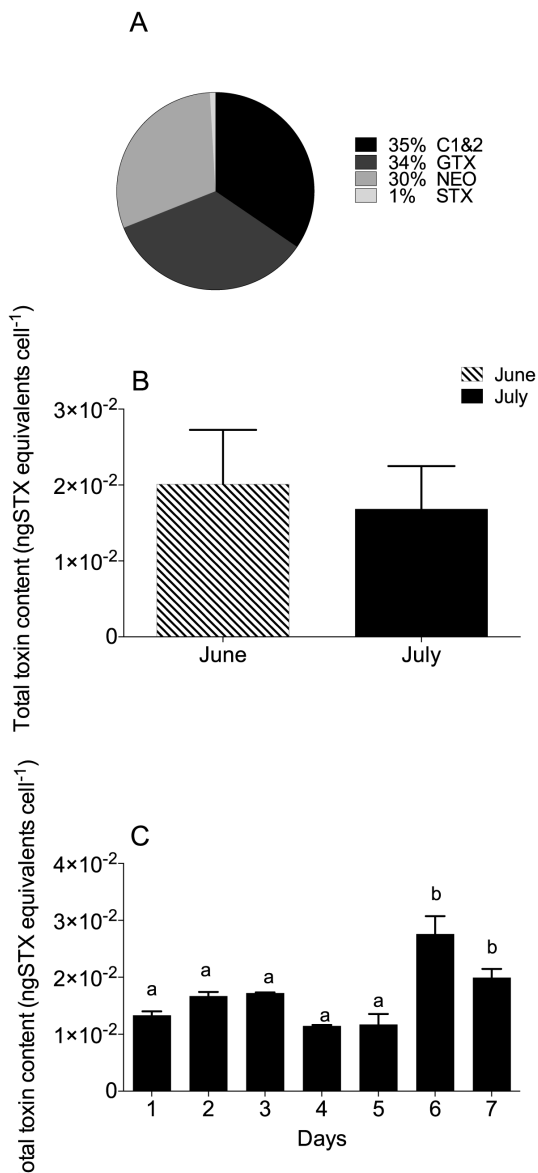 A
35% C1&2
34% GTX
30% NEO
1% STX
B
June
July
Total toxin content (ngSTX equivalents cell⁻¹)
3×10⁻²
2×10⁻²
1×10⁻²
0
June July
C
otal toxin content (ngSTX equivalents cell⁻¹)
4×10⁻²
3×10⁻²
2×10⁻²
1×10⁻²
0
a a a a a b b
1 2 3 4 5 6 7
Days